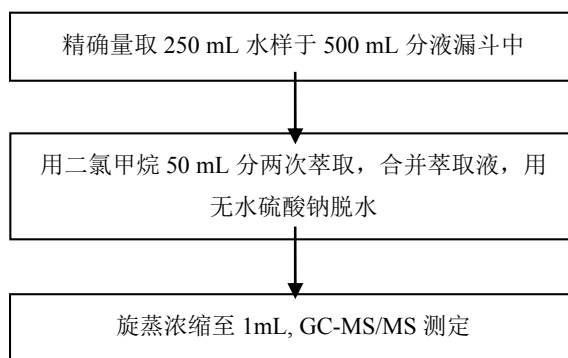 精确量取 250 mL 水样于 500 mL 分液漏斗中
用二氯甲烷 50 mL 分两次萃取，合并萃取液，用
无水硫酸钠脱水
旋蒸浓缩至 1mL, GC-MS/MS 测定